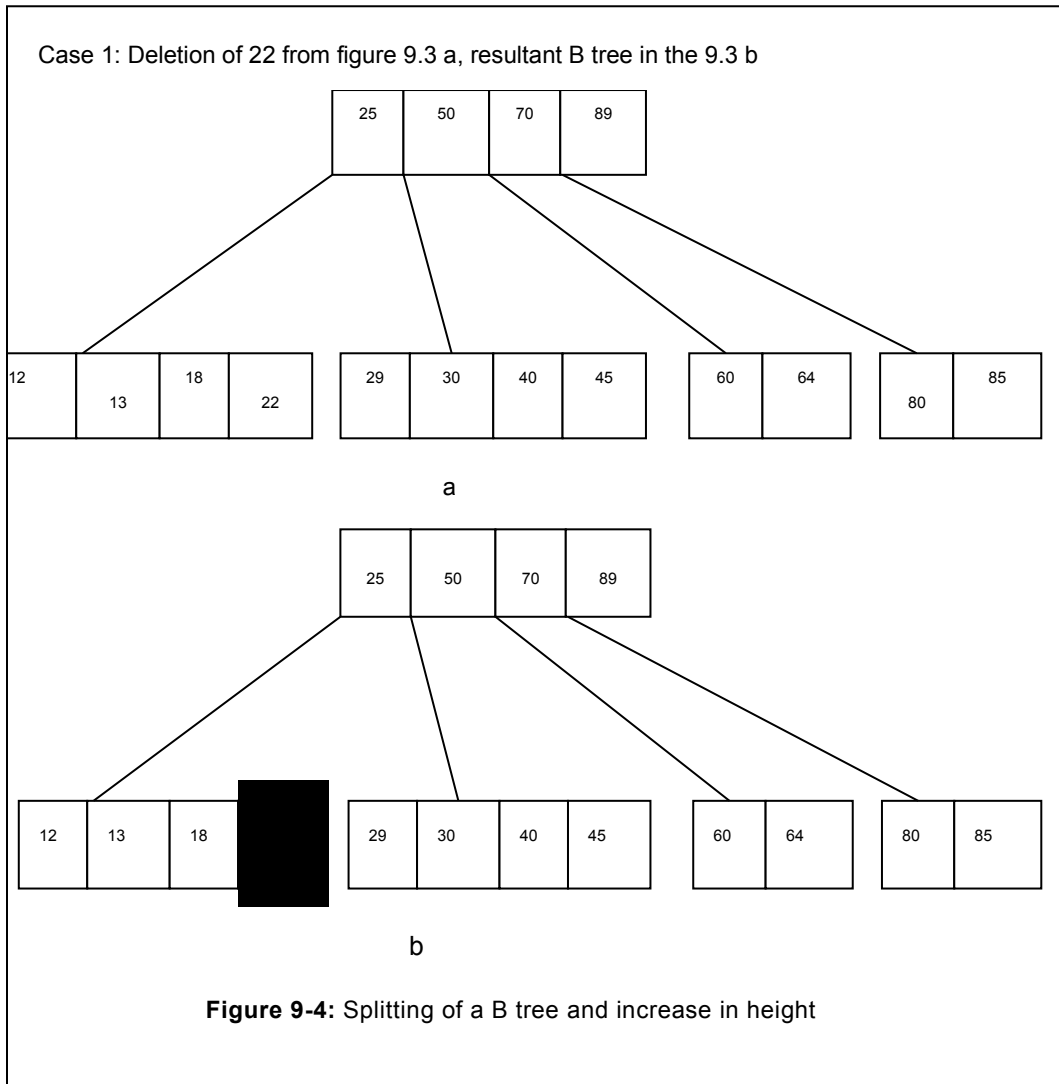 Case 1: Deletion of 22 from figure 9.3 a, resultant B tree in the 9.3 b
25 50 70 89
12 13 18 22 29 30 40 45 60 64 80 85
a
25 50 70 89
12 13 18 29 30 40 45 60 64 80 85
b
Figure 9-4: Splitting of a B tree and increase in height